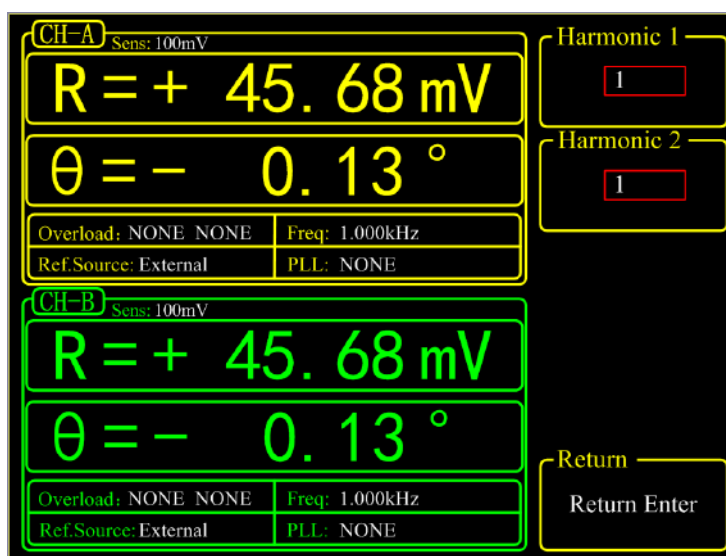 CH-A Sens: 100mV
R=+ 45.68 mV
θ=- 0.13 °
Overload: NONE NONE Freq: 1.000kHz
Ref.Source: External PLL: NONE
CH-B Sens: 100mV
R=+ 45.68 mV
θ=- 0.13 °
Overload: NONE NONE Freq: 1.000kHz
Ref.Source: External PLL: NONE
Harmonic 1
1
Harmonic 2
1
Return
Return Enter